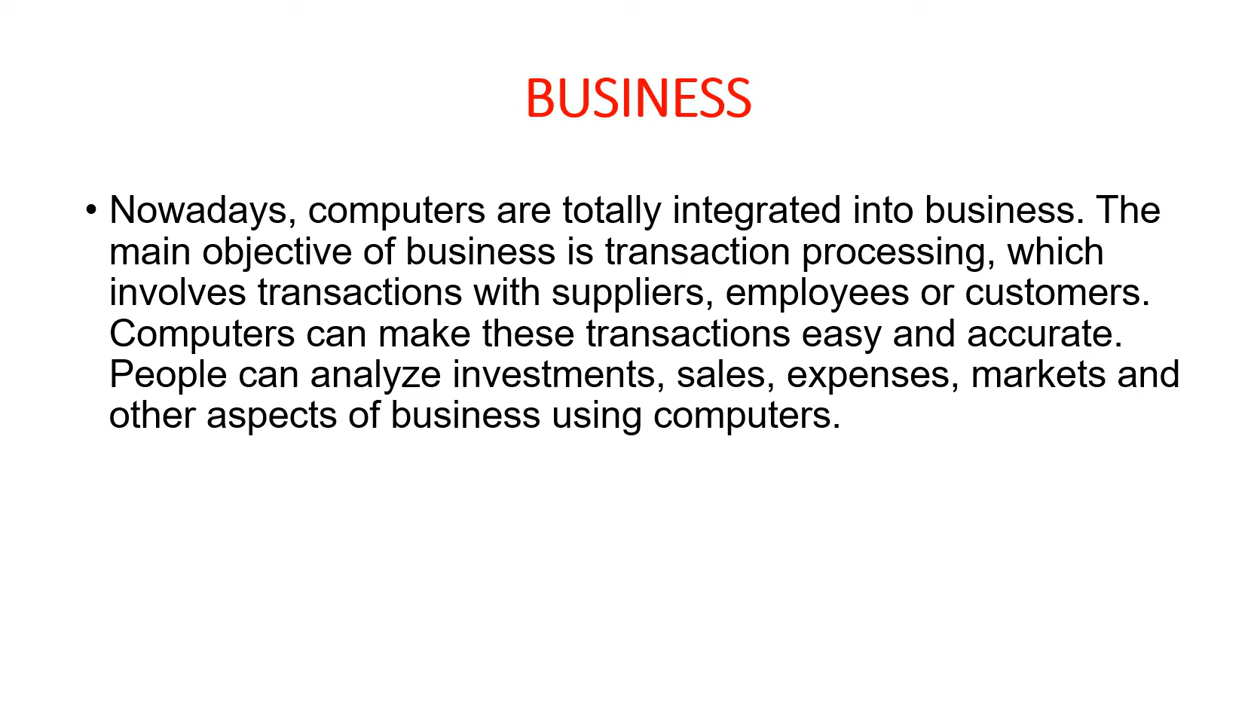 BUSINESS
• Nowadays, computers are totally integrated into business. The
main objective of business is transaction processing, which
involves transactions with suppliers, employees or customers.
Computers can make these transactions easy and accurate.
People can analyze investments, sales, expenses, markets and
other aspects of business using computers.